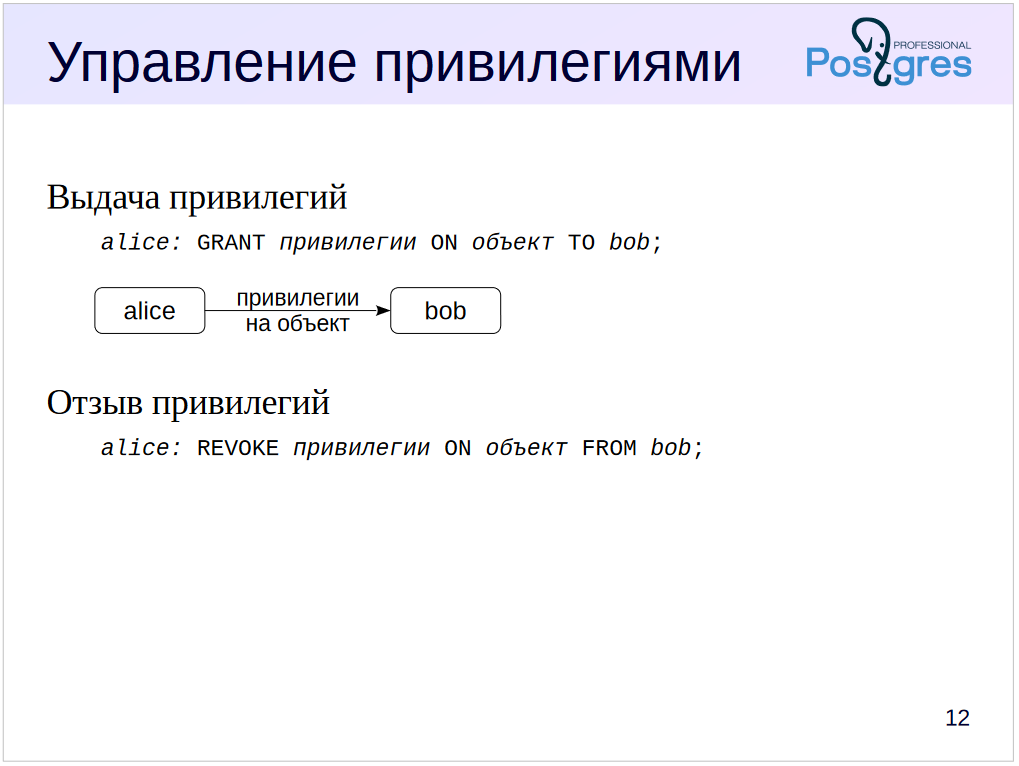 Управление привилегиями
PROFESSIONAL
Postgres
Выдача привилегий
alice: GRANT привилегии ON объект TO bob;
alice
привилегии
на объект
bob
Отзыв привилегий
alice: REVOKE привилегии ON объект FROM bob;
12